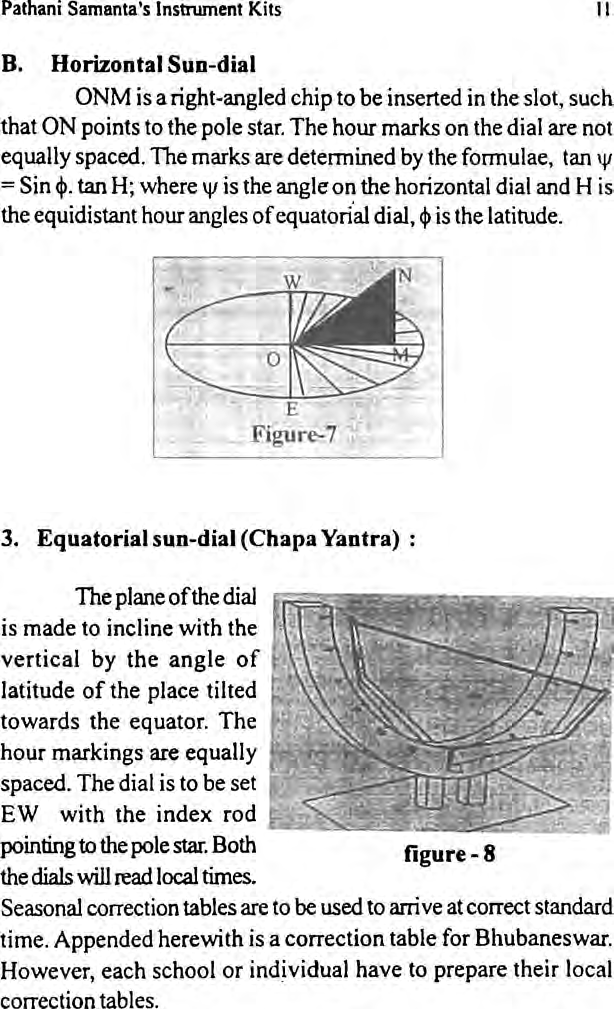 Pathani Samanta's Instrument Kits 11
B. Horizontal Sun-dial
ONM is a right-angled chip to be inserted in the slot, such
that ON points to the pole star. The hour marks on the dial are not
equally spaced. The marks are determined by the formulae, tan ψ
= Sin ϕ. tan H; where ψ is the angle on the horizontal dial and H is
the equidistant hour angles of equatorial dial, ϕ is the latitude.
W
N
O
M
E
Figure-7
3. Equatorial sun-dial (Chapa Yantra) :
The plane of the dial
is made to incline with the
vertical by the angle of
latitude of the place tilted
towards the equator. The
hour markings are equally
spaced. The dial is to be set
EW with the index rod
pointing to the pole star. Both
the dials will read local times.
figure - 8
Seasonal correction tables are to be used to arrive at correct standard
time. Appended herewith is a correction table for Bhubaneswar.
However, each school or individual have to prepare their local
correction tables.